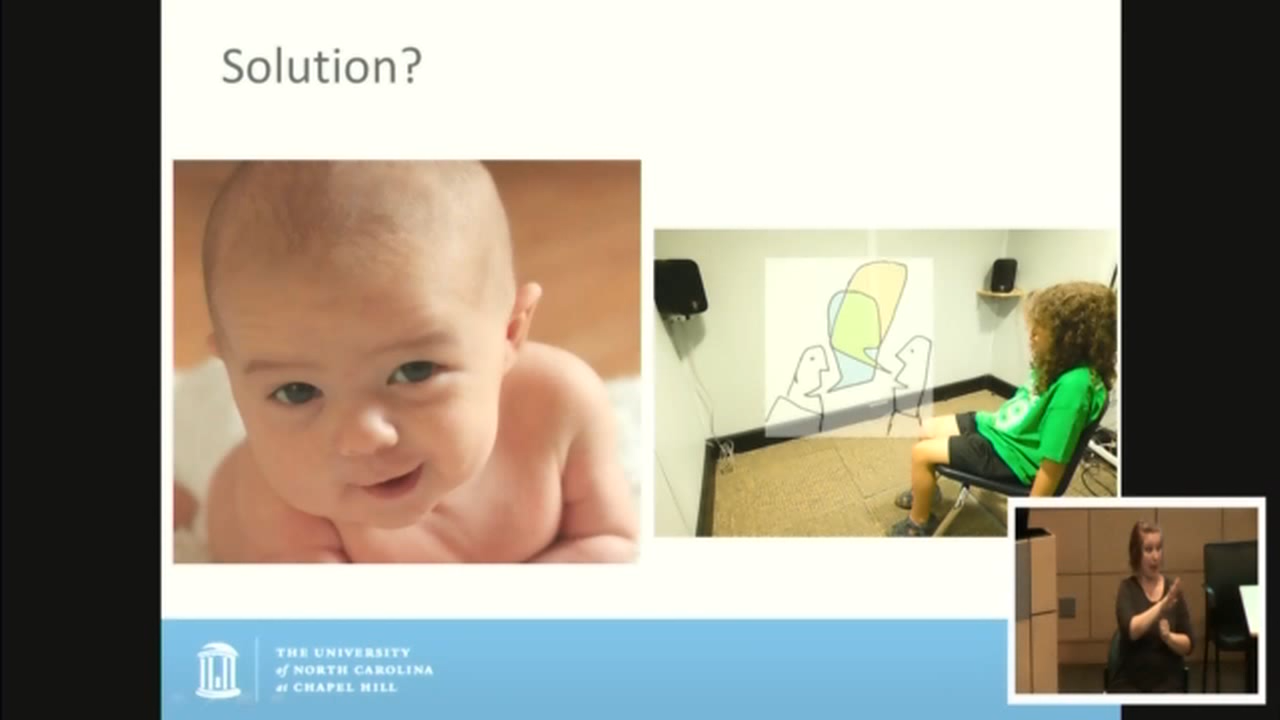 Solution?
THE UNIVERSITY
of NORTH CAROLINA
at CHAPEL HILL